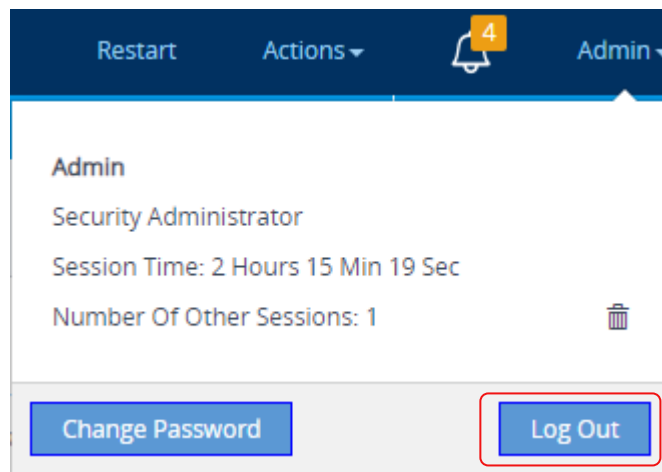 Restart Actions 4 Admin
Admin
Security Administrator
Session Time: 2 Hours 15 Min 19 Sec
Number Of Other Sessions: 1
Change Password Log Out